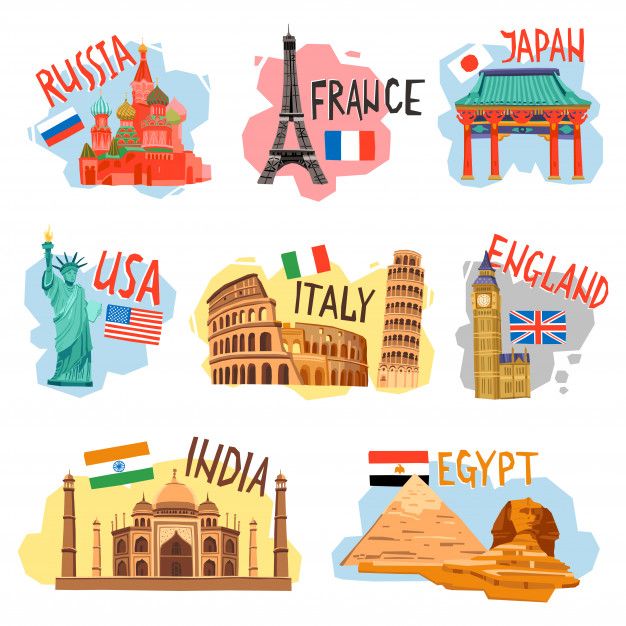 RUSSIA
FRANCE
JAPAN
USA
ITALY
ENGLAND
INDIA
EGYPT